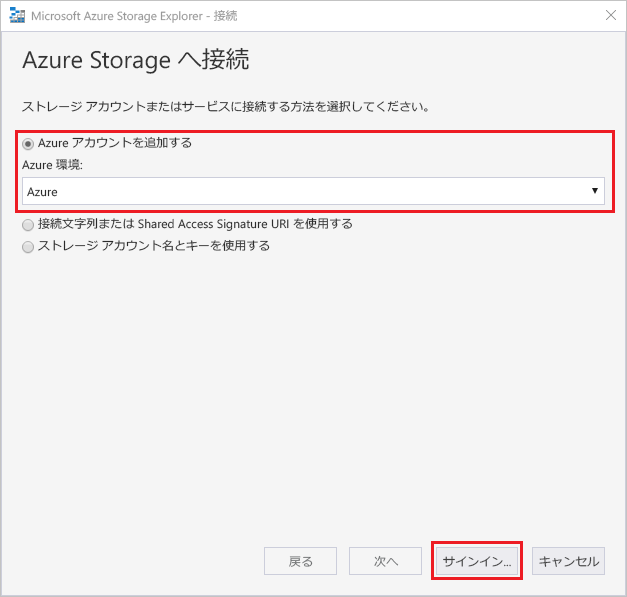 Microsoft Azure Storage Explorer - 接続
Azure Storage へ接続
ストレージ アカウントまたはサービスに接続する方法を選択してください。
Azure アカウントを追加する
Azure 環境:
Azure
接続文字列または Shared Access Signature URI を使用する
ストレージ アカウント名とキーを使用する
戻る 次へ サインイン... キャンセル